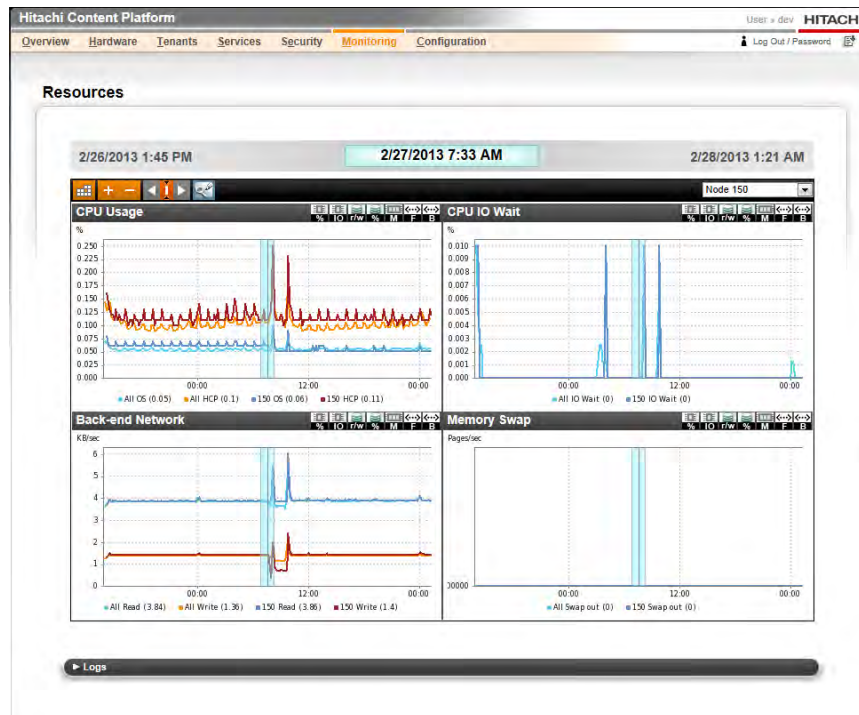 Hitachi Content Platform
User » dev HITACH
Overview Hardware Tenants Services Security Monitoring Configuration
Log Out / Password
Resources
2/26/2013 1:45 PM 2/27/2013 7:33 AM 2/28/2013 1:21 AM
Node 150
CPU Usage
% IO r/w % M F B
%
0.250
0.225
0.200
0.175
0.150
0.125
0.100
0.075
0.050
0.025
0.000
00:00 12:00 00:00
All OS (0.05) All HCP (0.1) 150 OS (0.06) 150 HCP (0.11)
CPU IO Wait
% IO r/w % M F B
%
0.010
0.009
0.008
0.007
0.006
0.005
0.004
0.003
0.002
0.001
0.000
00:00 12:00 00:00
All IO Wait (0) 150 IO Wait (0)
Back-end Network
% IO r/w % M F B
KB/sec
6
5
4
3
2
1
0
00:00 12:00 00:00
All Read (3.84) All Write (1.36) 150 Read (3.86) 150 Write (1.4)
Memory Swap
% IO r/w % M F B
Pages/sec
00000
00:00 12:00 00:00
All Swap out (0) 150 Swap out (0)
Logs